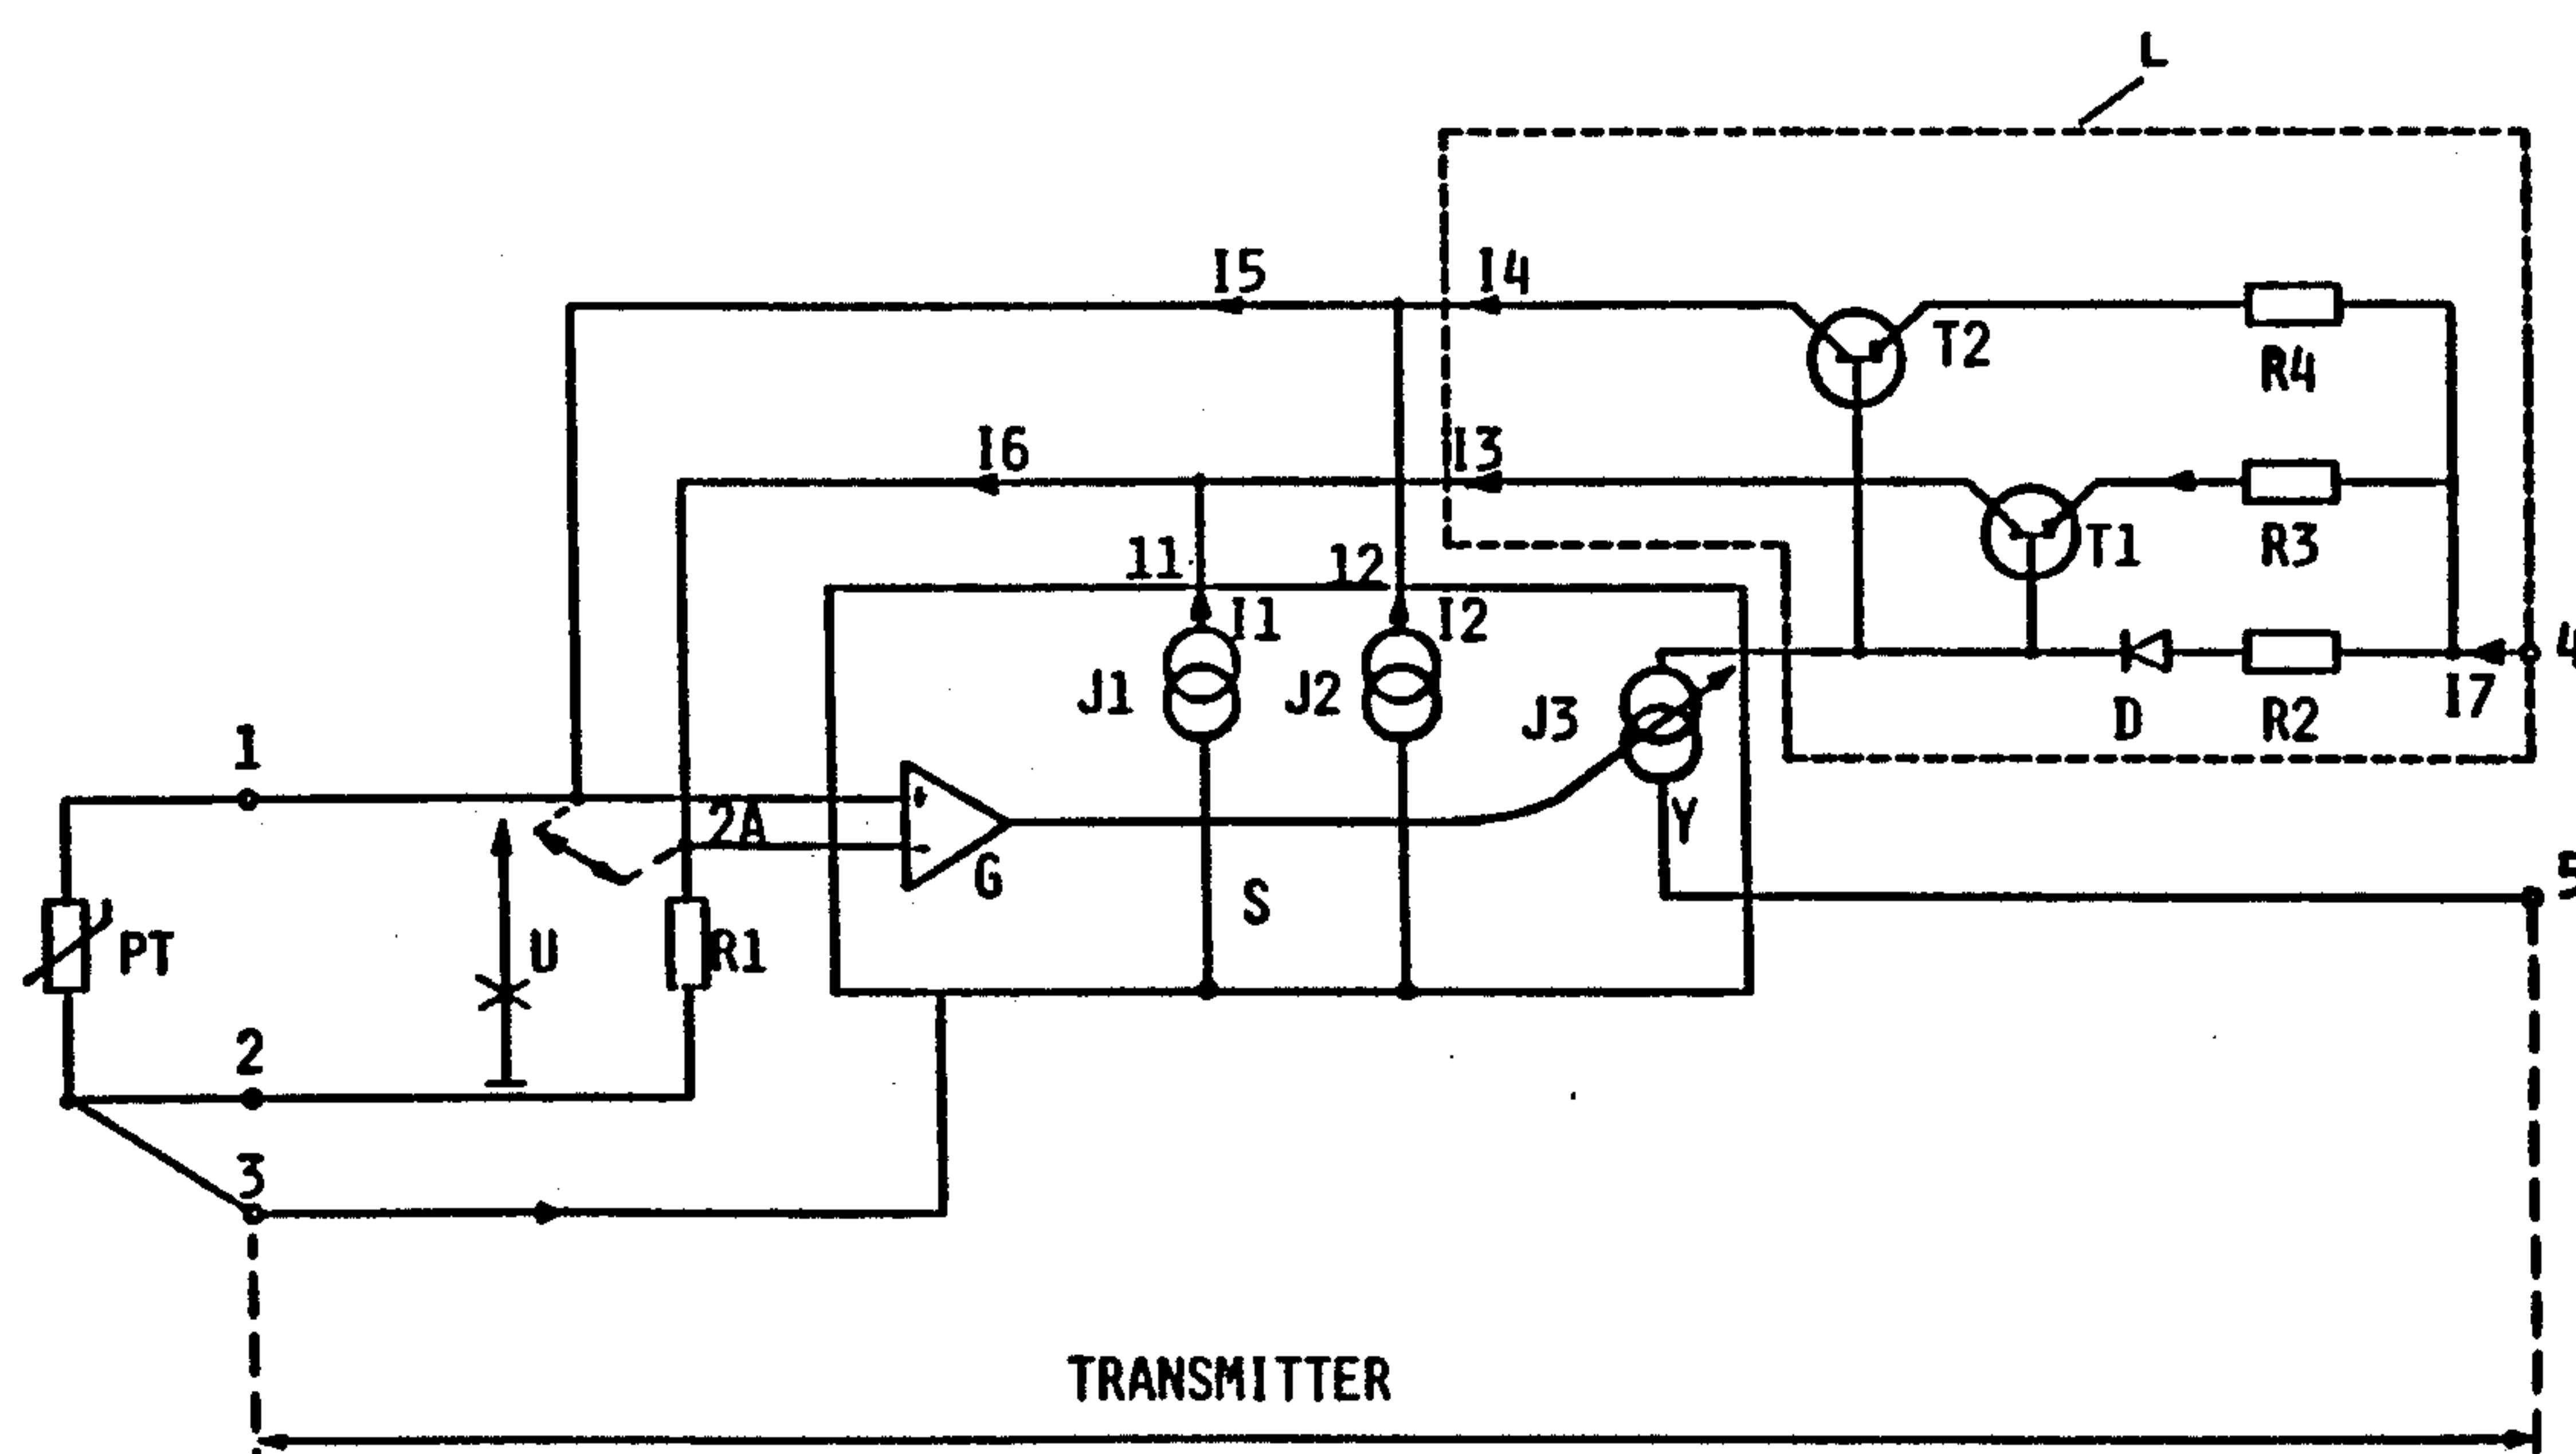 L
I5 I4
T2
R4
I6 I3
T1
R3
11 12
I1 I2
J1 J2 J3
D R2 I7 4
1
2A
+
-
G
S
Y
5
PT U R1
2
3
TRANSMITTER